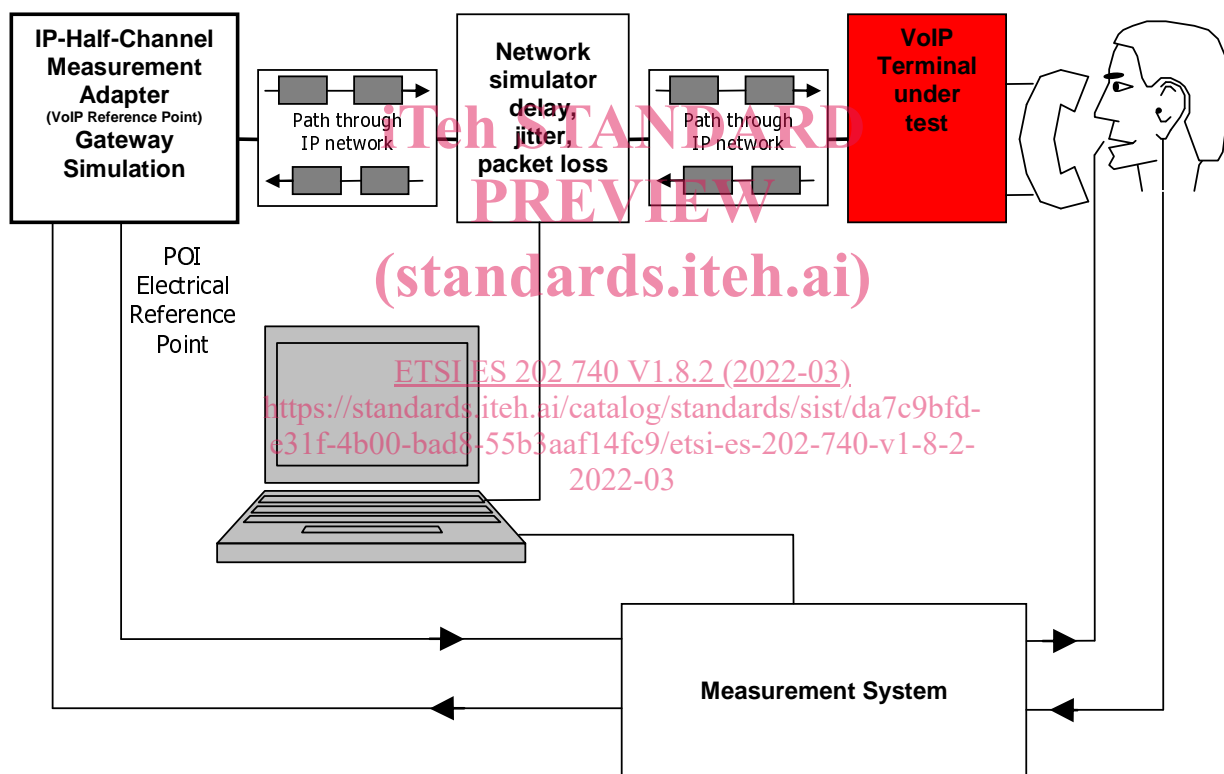 IP-Half-Channel
Measurement
Adapter
(VoIP Reference Point)
Gateway
Simulation
Path through
IP network
Network
simulator
delay,
jitter,
packet loss
Path through
IP network
VoIP
Terminal
under
test
iTeh STANDARD
PREVIEW
(standards.iteh.ai)
POI
Electrical
Reference
Point
ETSI ES 202 740 V1.8.2 (2022-03)
https://standards.iteh.ai/catalog/standards/sist/da7c9bfd-
e31f-4b00-bad8-55b3aaf14fc9/etsi-es-202-740-v1-8-2-
2022-03
Measurement System